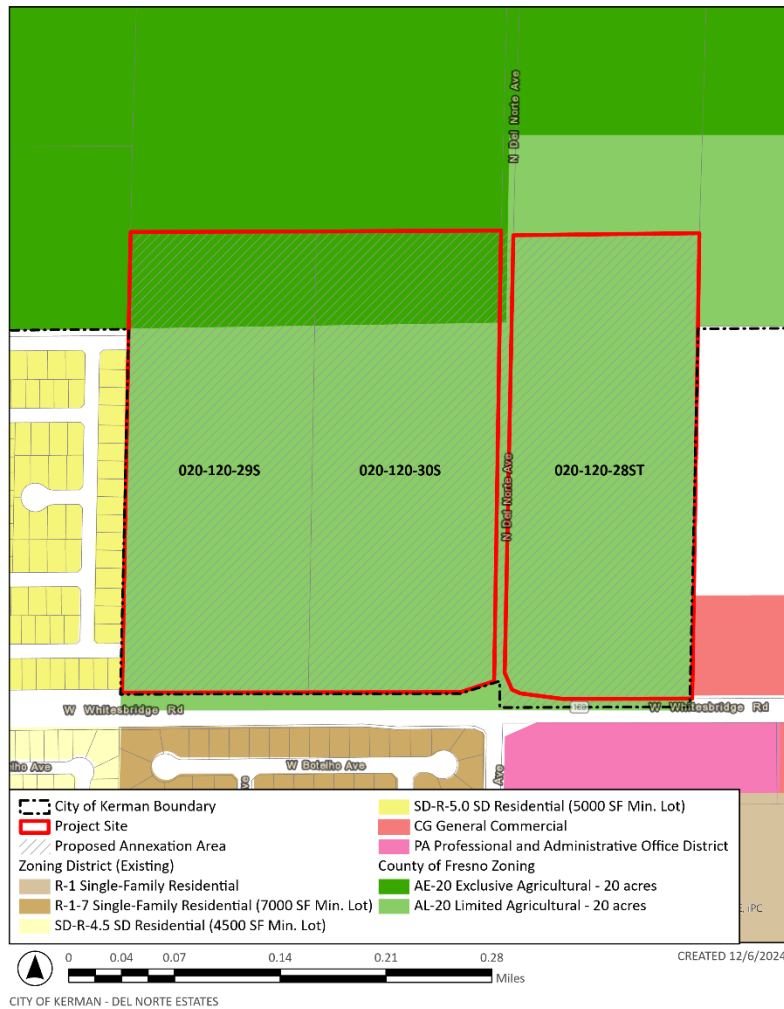 N Del Norte Ave
020-120-29S
020-120-30S
020-120-28ST
N Del Norte Ave
W Whitesbridge Rd
180
W Whitesbridge Rd
lho Ave
W Botelho Ave
Ave
City of Kerman Boundary
Project Site
Proposed Annexation Area
Zoning District (Existing)
R-1 Single-Family Residential
R-1-7 Single-Family Residential (7000 SF Min. Lot)
SD-R-4.5 SD Residential (4500 SF Min. Lot)
SD-R-5.0 SD Residential (5000 SF Min. Lot)
CG General Commercial
PA Professional and Administrative Office District
County of Fresno Zoning
AE-20 Exclusive Agricultural - 20 acres
AL-20 Limited Agricultural - 20 acres
0 0.04 0.07 0.14 0.21 0.28
Miles
CREATED 12/6/2024
CITY OF KERMAN - DEL NORTE ESTATES